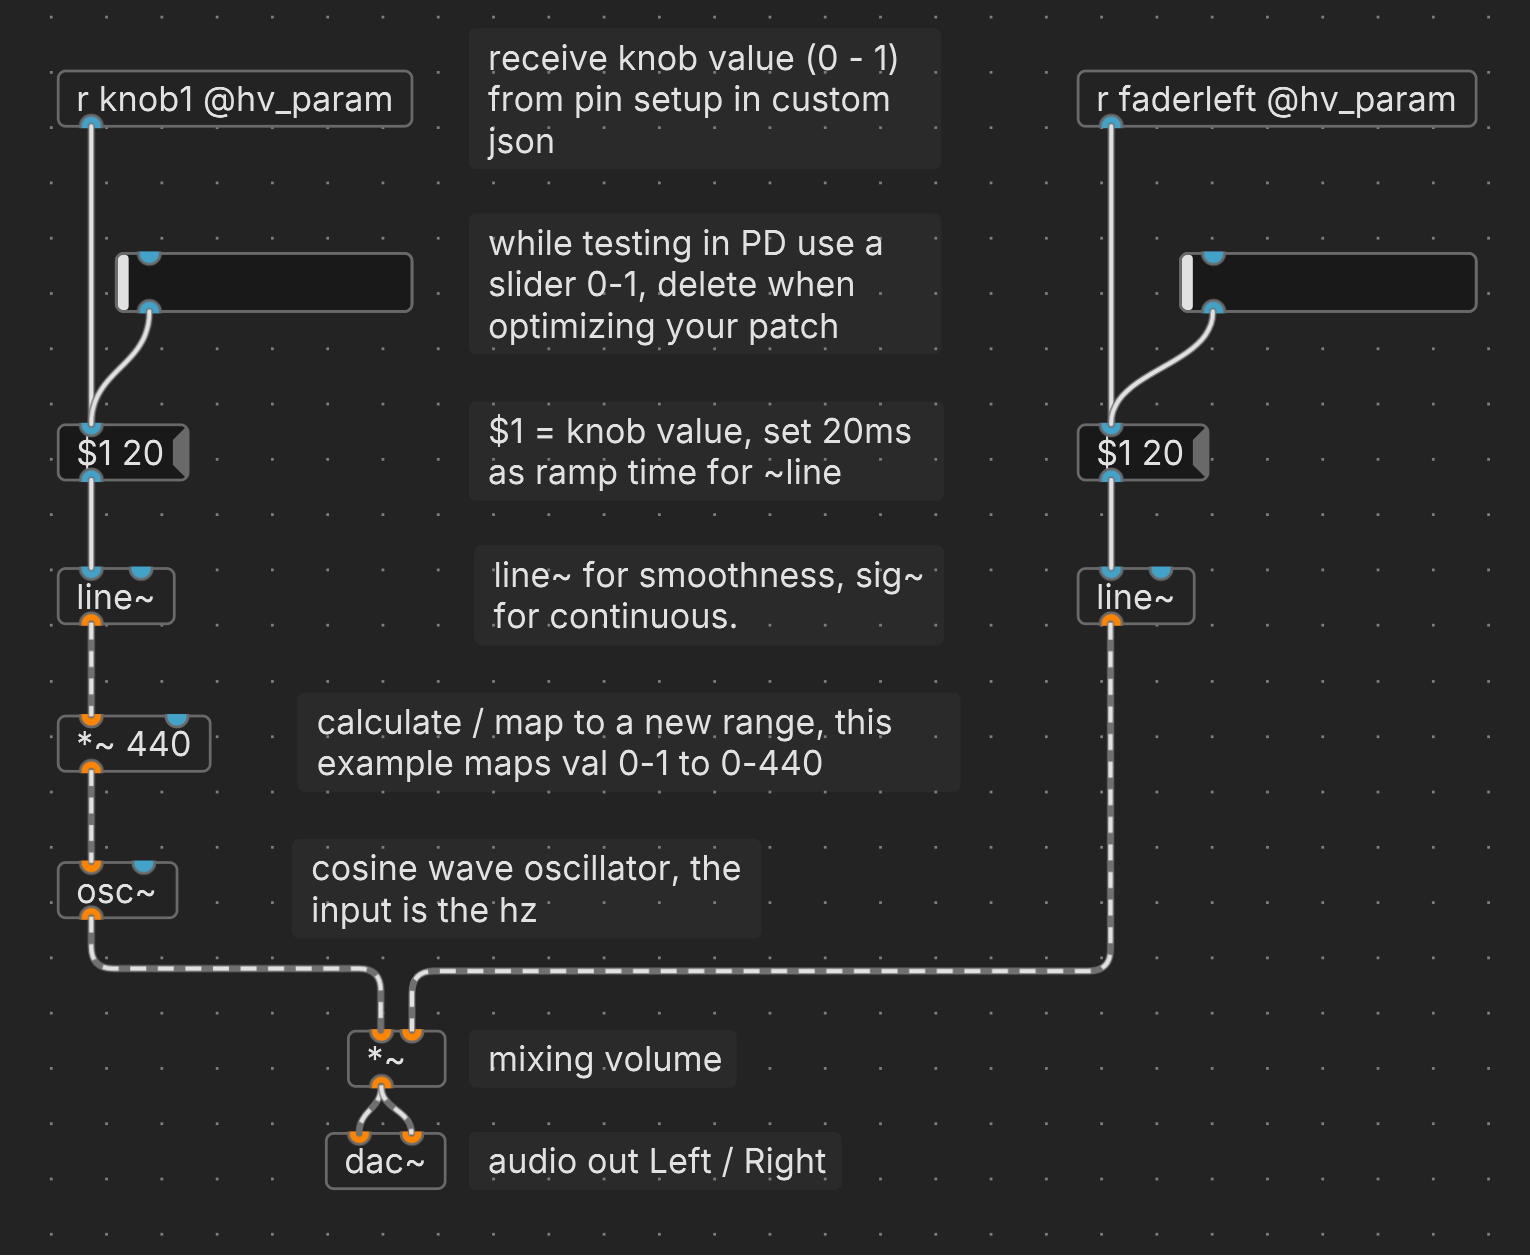 r knob1 @hv_param
receive knob value (0 - 1)
from pin setup in custom
json
r faderleft @hv_param
while testing in PD use a
slider 0-1, delete when
optimizing your patch
$1 20
$1 = knob value, set 20ms
as ramp time for ~line
$1 20
line~
line~ for smoothness, sig~
for continuous.
line~
*~ 440
calculate / map to a new range, this
example maps val 0-1 to 0-440
osc~
cosine wave oscillator, the
input is the hz
*~
mixing volume
dac~
audio out Left / Right